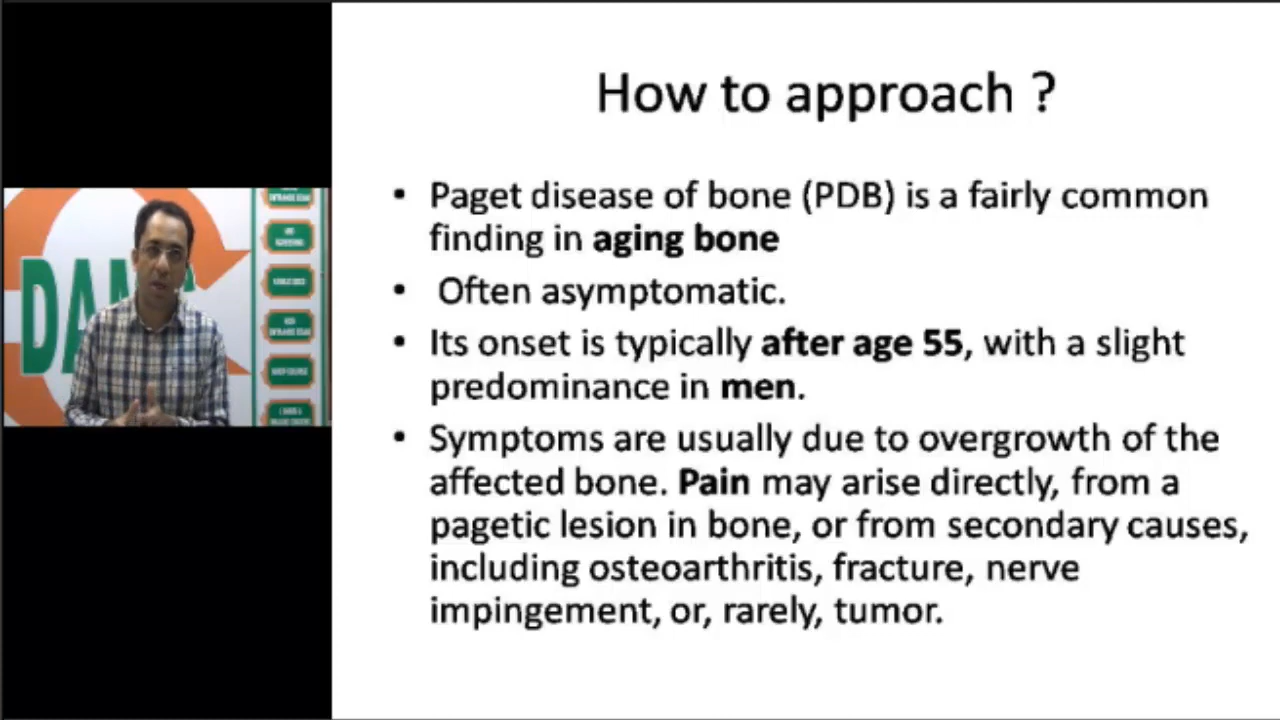 How to approach ?
• Paget disease of bone (PDB) is a fairly common
finding in aging bone
• Often asymptomatic.
• Its onset is typically after age 55, with a slight
predominance in men.
• Symptoms are usually due to overgrowth of the
affected bone. Pain may arise directly, from a
pagetic lesion in bone, or from secondary causes,
including osteoarthritis, fracture, nerve
impingement, or, rarely, tumor.